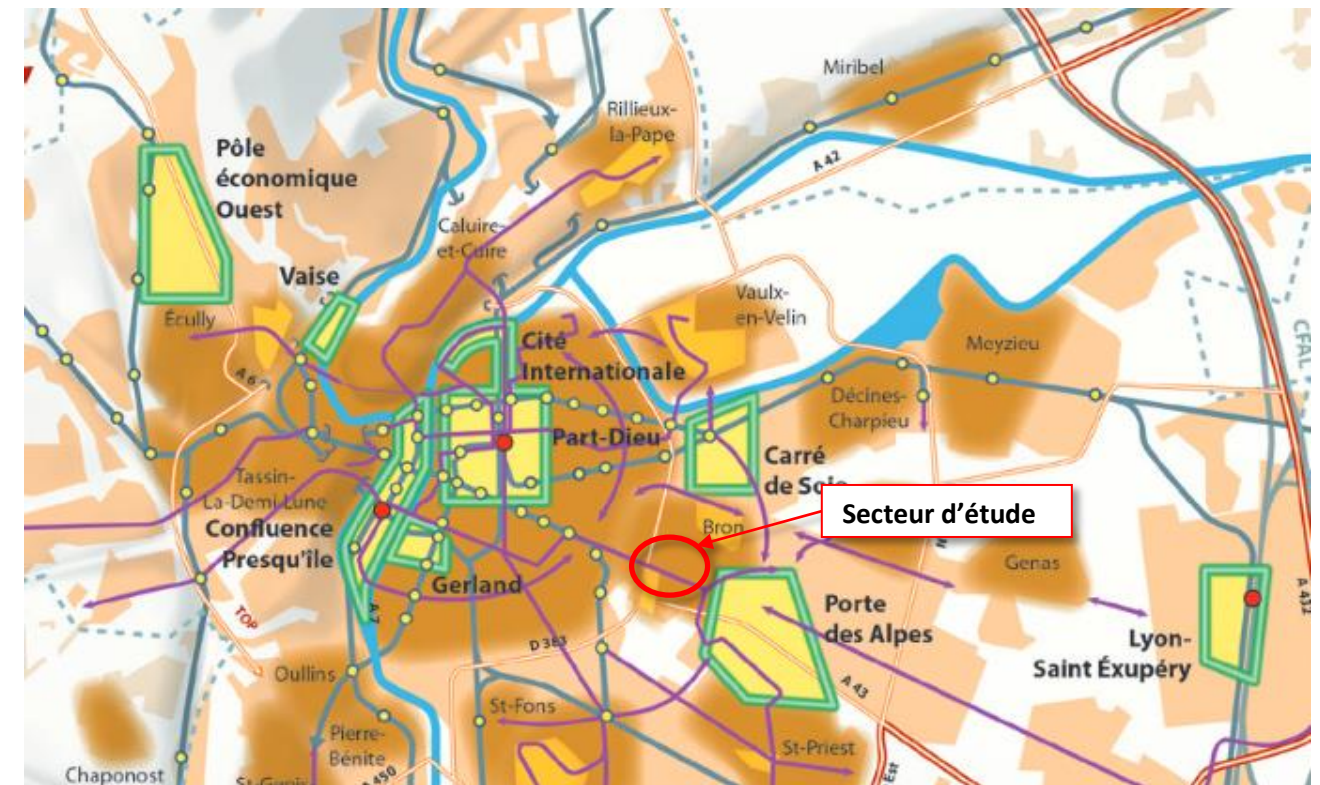 Miribel
Rillieux-
la-Pape
Pôle
économique
Ouest
A 42
Caluire-
et-Cuire
Vaise
Vaulx-
en-Velin
Écully
CFAL
Cité
Internationale
Meyzieu
A 6
Décines-
Charpieu
Part-Dieu
Carré
de Soie
Tassin-
La-Demi-Lune
Secteur d'étude
Confluence
Presqu'île
Bron
Genas
Gerland
A 432
A 7
Porte
des Alpes
TOP
D 383
Lyon-
Saint Éxupéry
Oullins
A 43
St-Fons
Pierre-
Bénite
St-Priest
Chaponost
A 450
Est